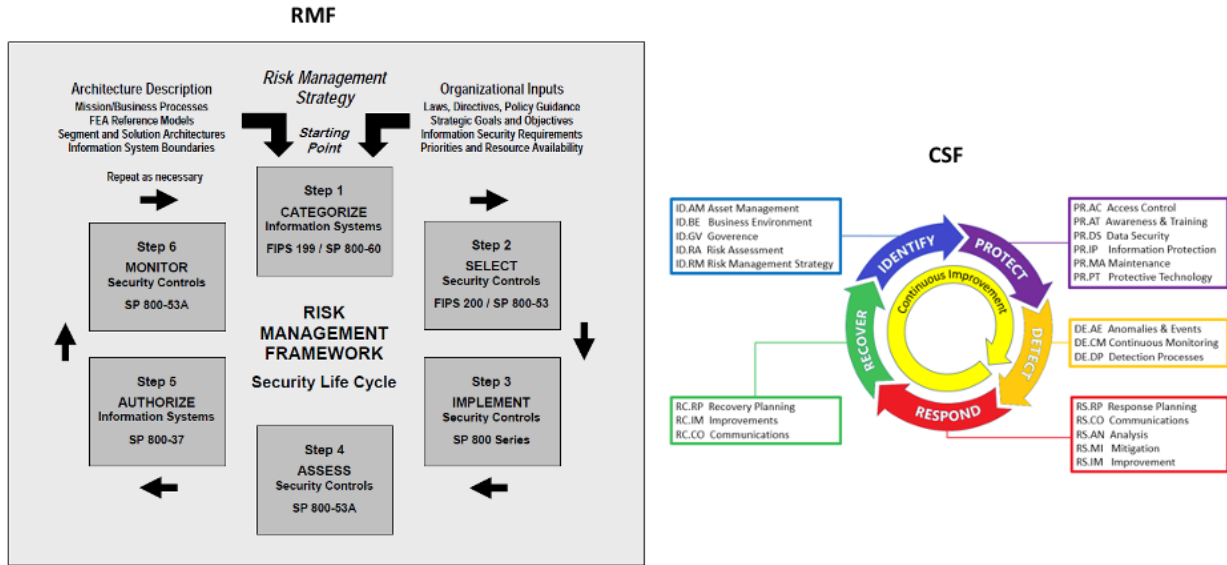 RMF
Architecture Description
Mission/Business Processes
FEA Reference Models
Segment and Solution Architectures
Information System Boundaries
Risk Management
Strategy
Starting
Point
Organizational Inputs
Laws, Directives, Policy Guidance
Strategic Goals and Objectives
Information Security Requirements
Priorities and Resource Availability
Repeat as necessary
Step 1
CATEGORIZE
Information Systems
FIPS 199 / SP 800-60
Step 2
SELECT
Security Controls
FIPS 200 / SP 800-53
Step 3
IMPLEMENT
Security Controls
SP 800 Series
Step 4
ASSESS
Security Controls
SP 800-53A
Step 5
AUTHORIZE
Information Systems
SP 800-37
Step 6
MONITOR
Security Controls
SP 800-53A
RISK
MANAGEMENT
FRAMEWORK
Security Life Cycle
CSF
ID.AM Asset Management
ID.BE Business Environment
ID.GV Goverence
ID.RA Risk Assessment
ID.RM Risk Management Strategy
PR.AC Access Control
PR.AT Awareness & Training
PR.DS Data Security
PR.IP Information Protection
PR.MA Maintenance
PR.PT Protective Technology
IDENTIFY
PROTECT
DETECT
RESPOND
RECOVER
Continuous Improvement
DE.AE Anomalies & Events
DE.CM Continuous Monitoring
DE.DP Detection Processes
RC.RP Recovery Planning
RC.IM Improvements
RC.CO Communications
RS.RP Response Planning
RS.CO Communications
RS.AN Analysis
RS.MI Mitigation
RS.IM Improvement